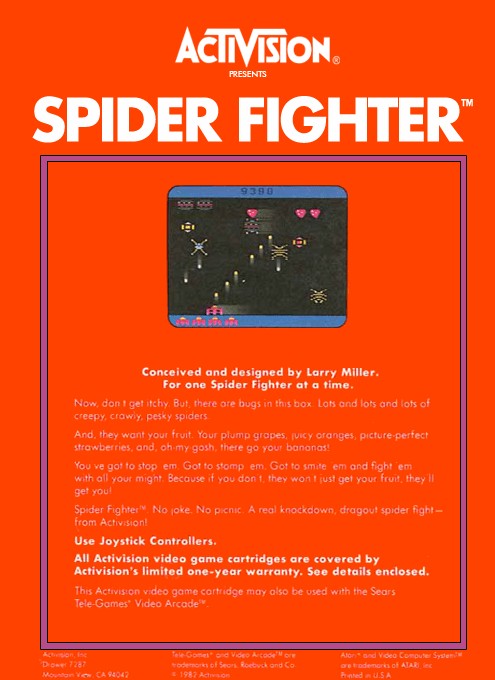 ACTIVISION®
PRESENTS
SPIDER FIGHTER™
9390
Conceived and designed by Larry Miller.
For one Spider Fighter at a time.
Now, don't get itchy. But, there are bugs in this box. Lots and lots and lots of
creepy, crawly, pesky spiders.
And, they want your fruit. Your plump grapes, juicy oranges, picture-perfect
strawberries, and, oh-my-gosh, there go your bananas!
You've got to stop 'em. Got to stomp 'em. Got to smite 'em and fight 'em
with all your might. Because if you don't, they won't just get your fruit, they'll
get you!
Spider Fighter™. No joke. No picnic. A real knockdown, dragout spider fight—
from Activision!
Use Joystick Controllers.
All Activision video game cartridges are covered by
Activision's limited one-year warranty. See details enclosed.
This Activision video game cartridge may also be used with the Sears
Tele-Games® Video Arcade™.
Activision, Inc.
Drawer 7287
Mountain View, CA 94042
Tele-Games® and Video Arcade™ are
trademarks of Sears, Roebuck and Co.
© 1982 Activision
Atari® and Video Computer System™
are trademarks of ATARI, Inc.
Printed in U.S.A.